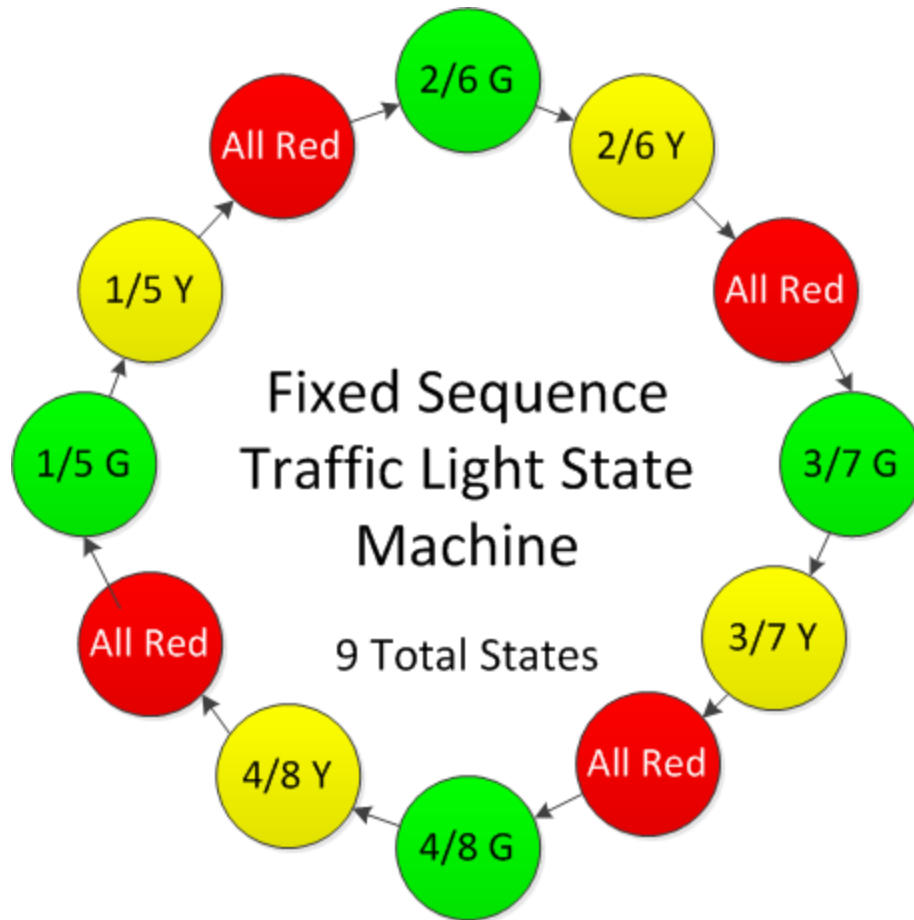 2/6 G
2/6 Y
All Red
3/7 G
3/7 Y
All Red
4/8 G
4/8 Y
All Red
1/5 G
1/5 Y
All Red
Fixed Sequence
Traffic Light State
Machine
9 Total States